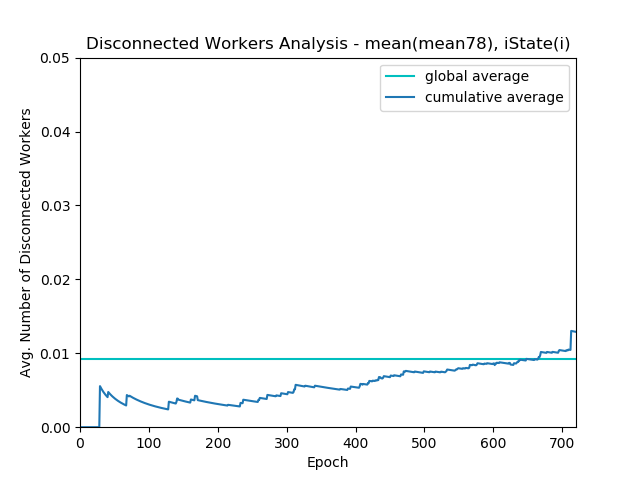 Disconnected Workers Analysis - mean(mean78), iState(i)
global average
cumulative average
Avg. Number of Disconnected Workers
0.05
0.04
0.03
0.02
0.01
0.00
0 100 200 300 400 500 600 700
Epoch